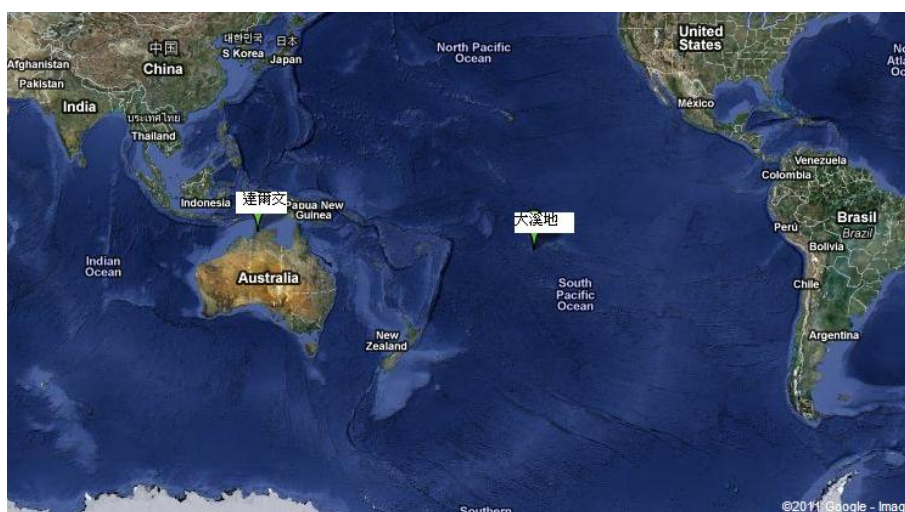 North Pacific
Ocean
United
States
No
Atla
Oc
대한민국
S Korea
日本
Japan
中国
China
Afghanistan
Pakistan
India
ประเทศไทย
Thailand
México
Venezuela
Colombia
Indonesia
達爾文
Papua New
Guinea
大溪地
Perú
Brasil
Brazil
Bolivia
Indian
Ocean
Australia
South
Pacific
Ocean
Chile
New
Zealand
Argentina
Southern
©2011 Google - Imag